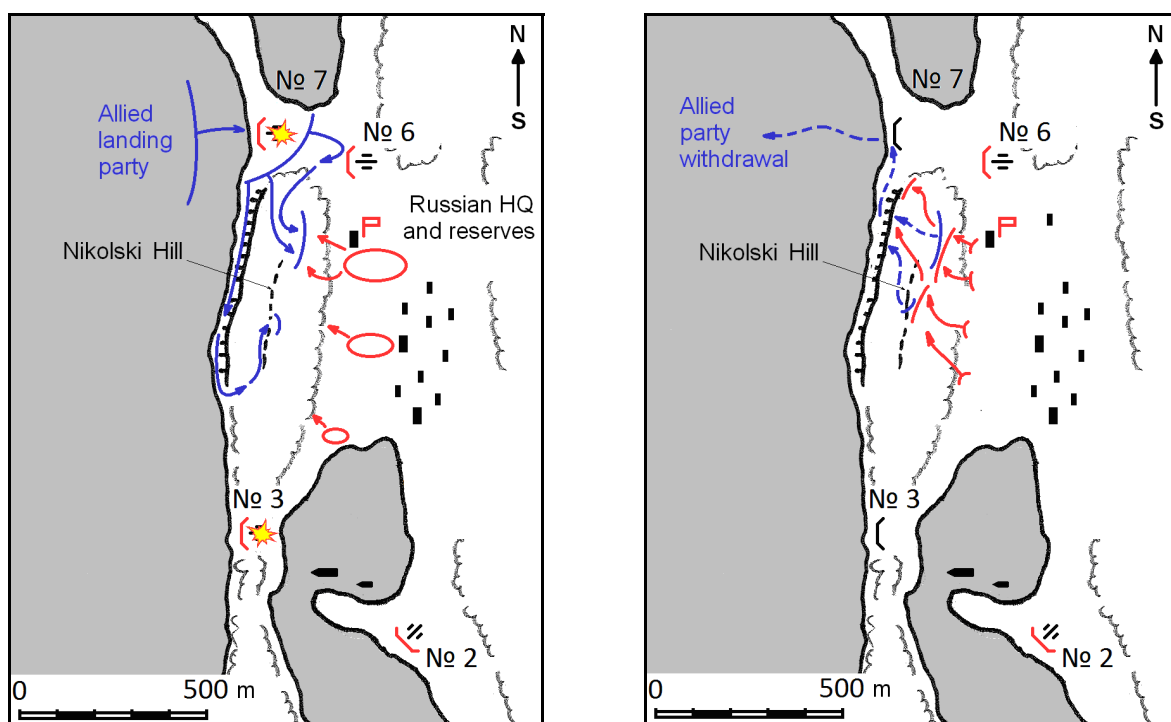 N
S
№ 7
Allied
landing
party
№ 6
Russian HQ
and reserves
Nikolski Hill
№ 3
№ 2
0
500 m
N
S
№ 7
Allied
party
withdrawal
№ 6
Nikolski Hill
№ 3
№ 2
0
500 m